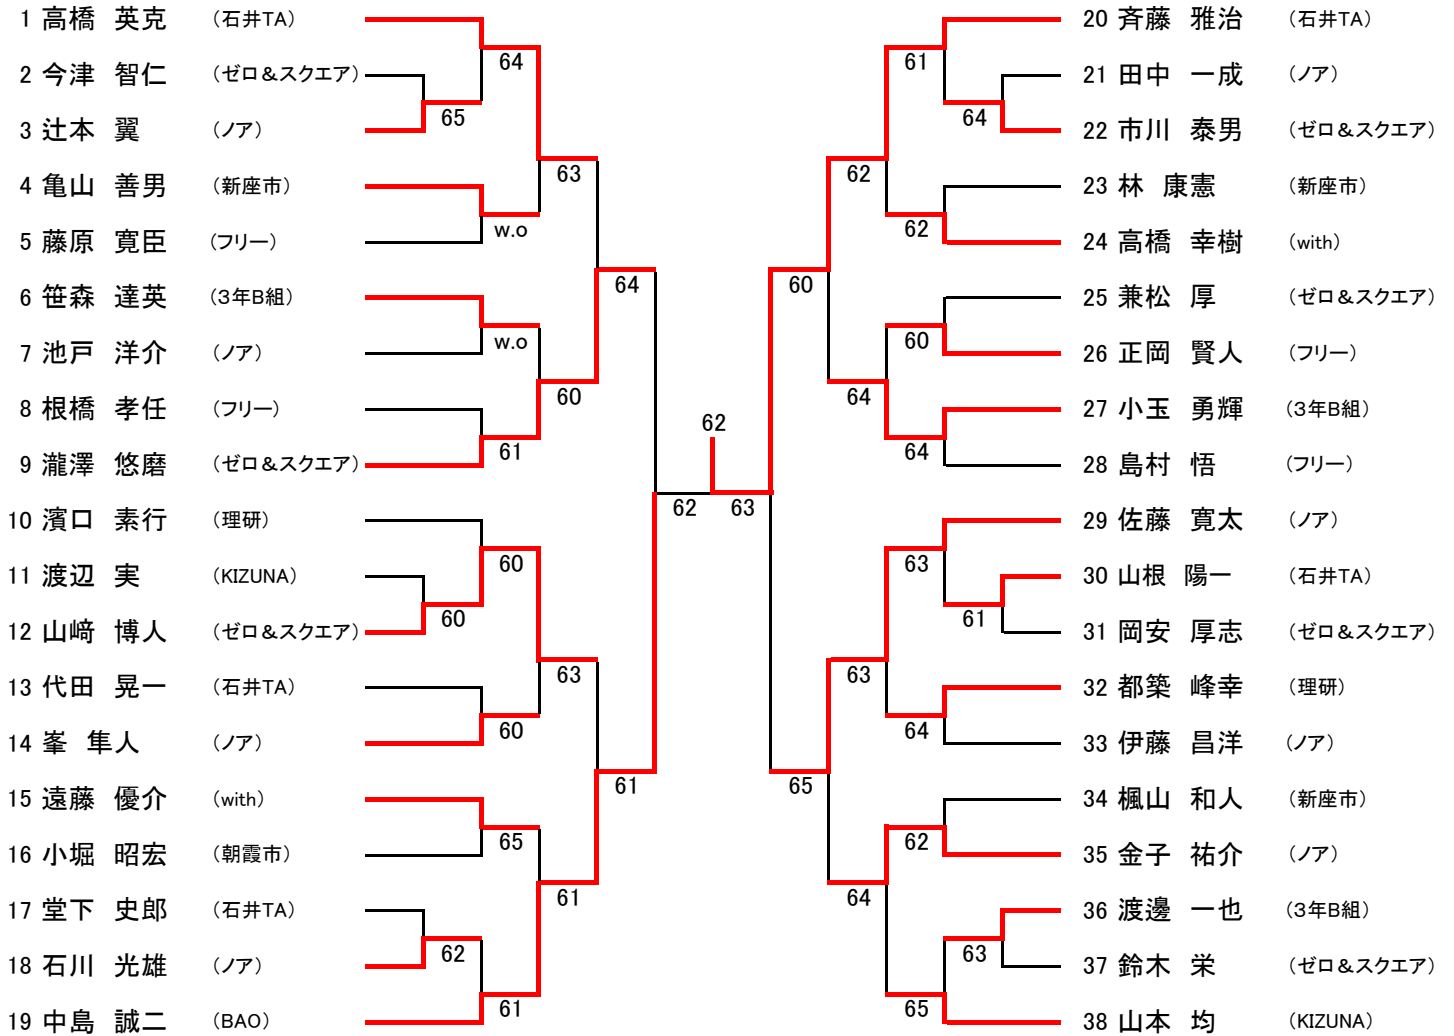 1 高橋 英克 (石井TA)
2 今津 智仁 (ゼロ&スクエア)
3 辻本 翼 (ノア)
4 亀山 善男 (新座市)
5 藤原 寛臣 (フリー)
6 笹森 達英 (3年B組)
7 池戸 洋介 (ノア)
8 根橋 孝任 (フリー)
9 瀧澤 悠磨 (ゼロ&スクエア)
10 濱口 素行 (理研)
11 渡辺 実 (KIZUNA)
12 山﨑 博人 (ゼロ&スクエア)
13 代田 晃一 (石井TA)
14 峯 隼人 (ノア)
15 遠藤 優介 (with)
16 小堀 昭宏 (朝霞市)
17 堂下 史郎 (石井TA)
18 石川 光雄 (ノア)
19 中島 誠二 (BAO)
65
60
62
64
w.o
w.o
61
60
60
65
61
63
60
63
61
64
61
62
62
63
60
65
62
64
63
64
61
62
60
64
63
64
62
65
64
61
63
20 斉藤 雅治 (石井TA)
21 田中 一成 (ノア)
22 市川 泰男 (ゼロ&スクエア)
23 林 康憲 (新座市)
24 高橋 幸樹 (with)
25 兼松 厚 (ゼロ&スクエア)
26 正岡 賢人 (フリー)
27 小玉 勇輝 (3年B組)
28 島村 悟 (フリー)
29 佐藤 寛太 (ノア)
30 山根 陽一 (石井TA)
31 岡安 厚志 (ゼロ&スクエア)
32 都築 峰幸 (理研)
33 伊藤 昌洋 (ノア)
34 楓山 和人 (新座市)
35 金子 祐介 (ノア)
36 渡邊 一也 (3年B組)
37 鈴木 栄 (ゼロ&スクエア)
38 山本 均 (KIZUNA)